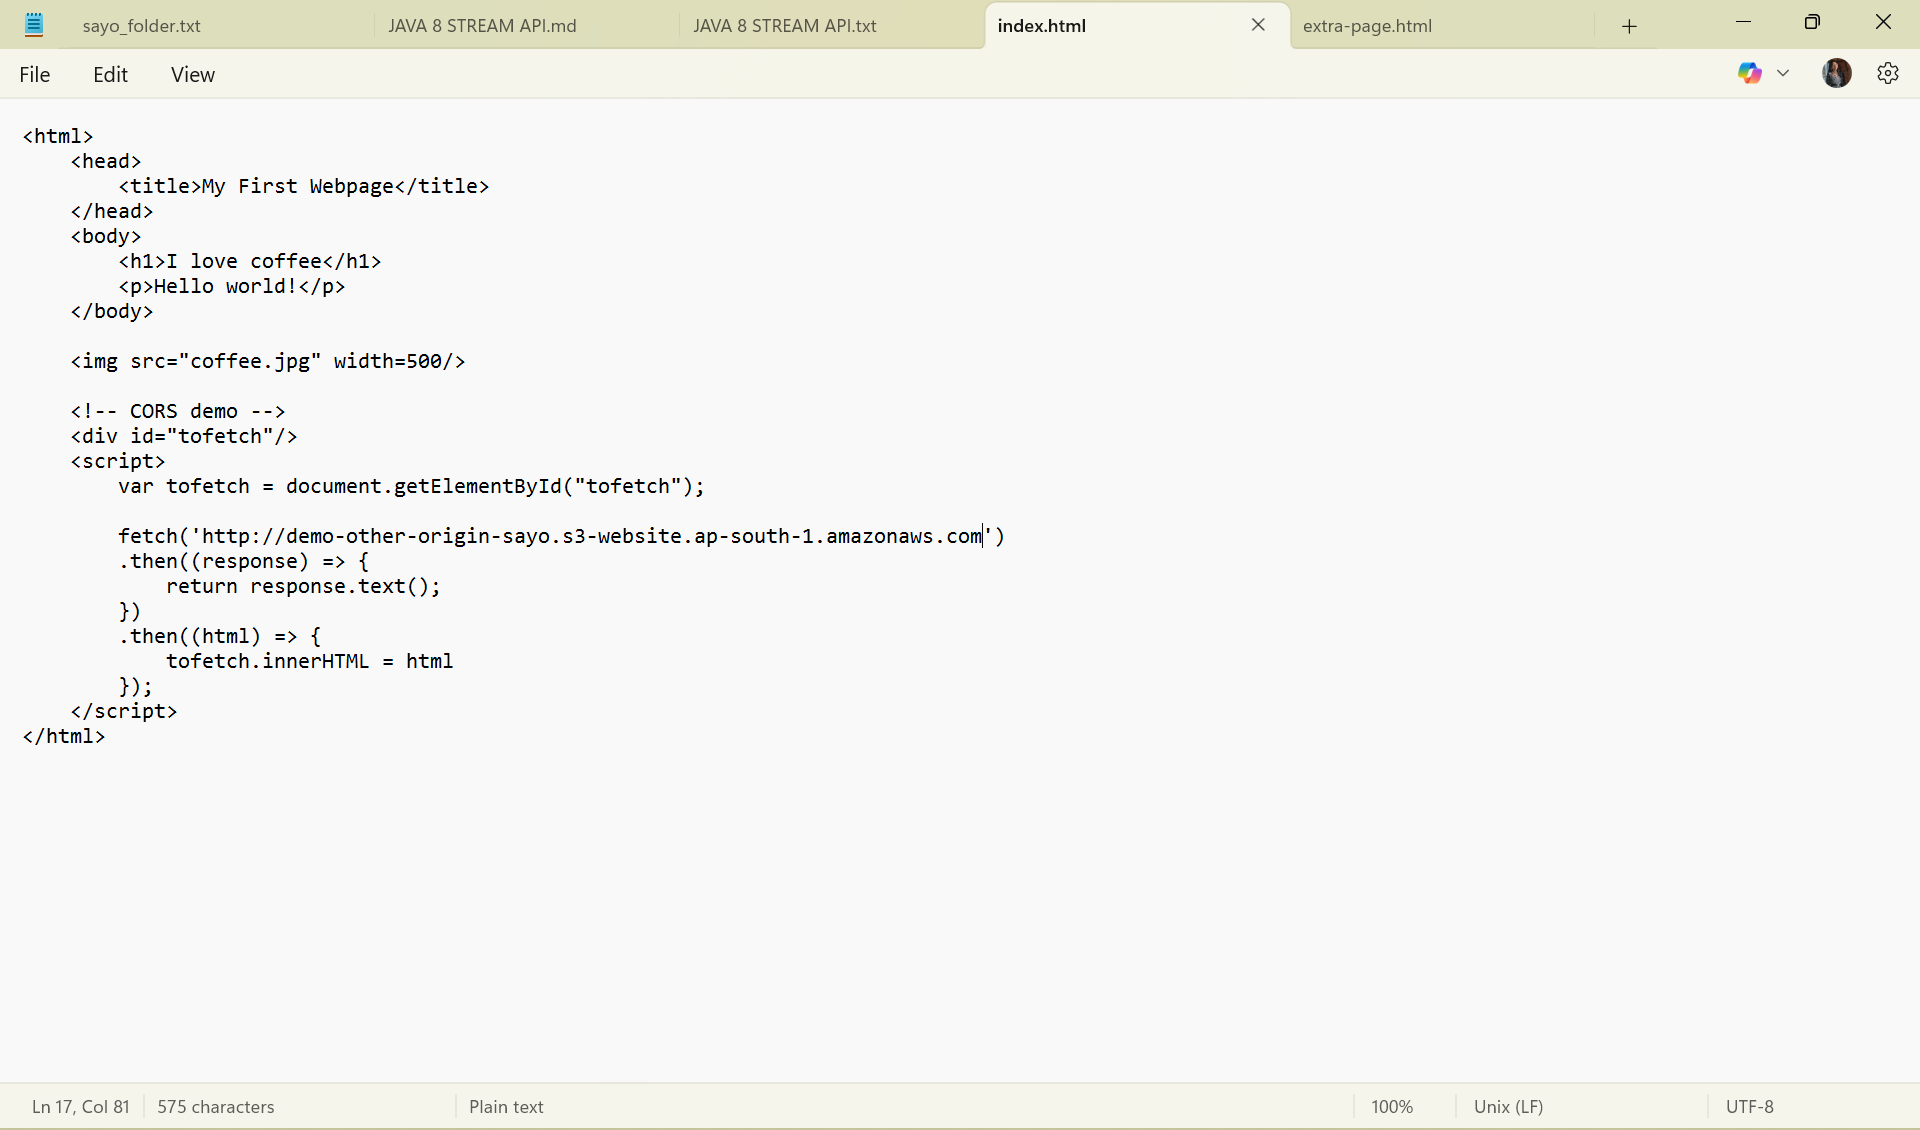 sayo_folder.txt
JAVA 8 STREAM API.md
JAVA 8 STREAM API.txt
index.html
extra-page.html
File
Edit
View
<html>
    <head>
        <title>My First Webpage</title>
    </head>
    <body>
        <h1>I love coffee</h1>
        <p>Hello world!</p>
    </body>

    <img src="coffee.jpg" width=500/>

    <!-- CORS demo -->
    <div id="tofetch"/>
    <script>
        var tofetch = document.getElementById("tofetch");

        fetch('http://demo-other-origin-sayo.s3-website.ap-south-1.amazonaws.com')
        .then((response) => {
            return response.text();
        })
        .then((html) => {
            tofetch.innerHTML = html
        });
    </script>
</html>
Ln 17, Col 81
575 characters
Plain text
100%
Unix (LF)
UTF-8